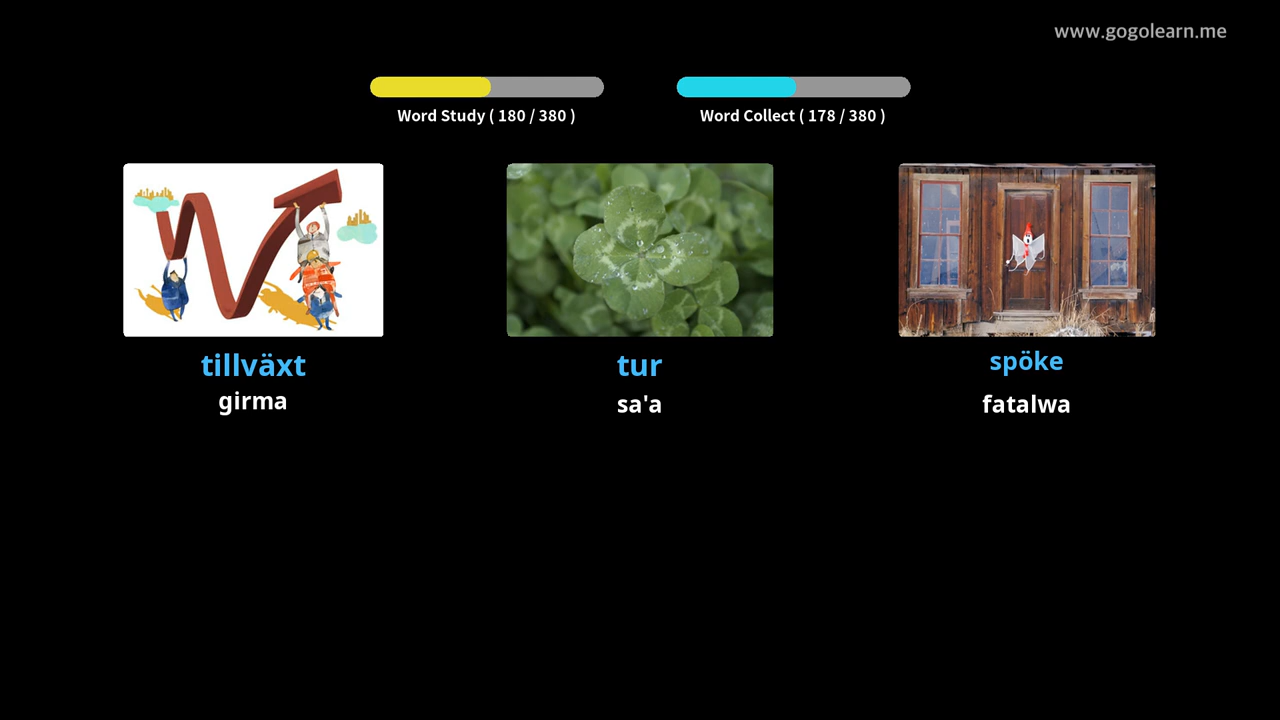 www.gogolearn.me
Word Study ( 180 / 380 )
Word Collect ( 178 / 380 )
tillväxt
girma
tur
sa'a
spöke
fatalwa